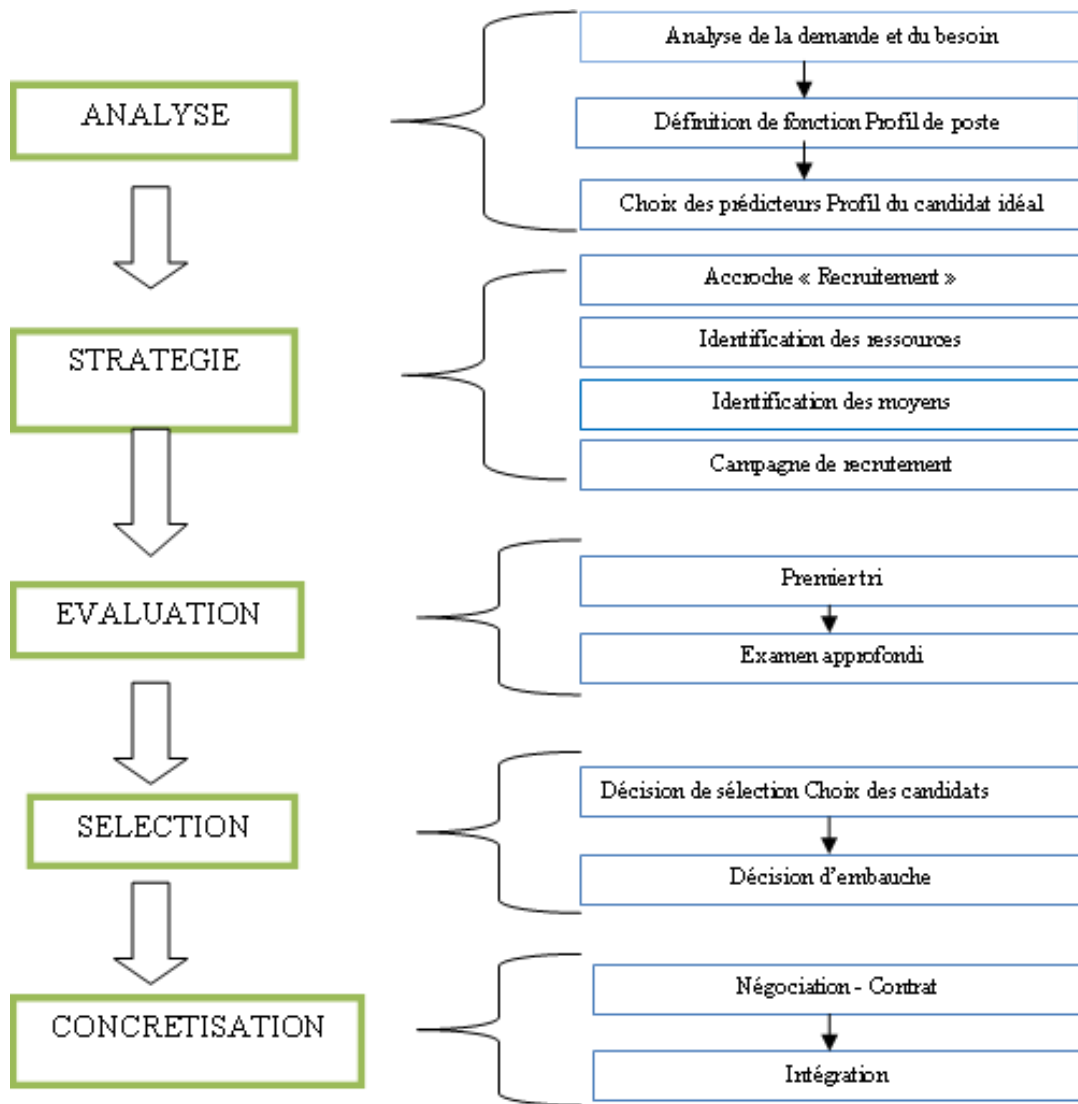 ANALYSE
Analyse de la demande et du besoin
Définition de fonction Profil de poste
Choix des prédicteurs Profil du candidat idéal
STRATEGIE
Accroche « Recruitement »
Identification des ressources
Identification des moyens
Campagne de recrutement
EVALUATION
Premier tri
Examen approfondi
SELECTION
Décision de sélection Choix des candidats
Décision d'embauche
CONCRETISATION
Négociation - Contrat
Intégration